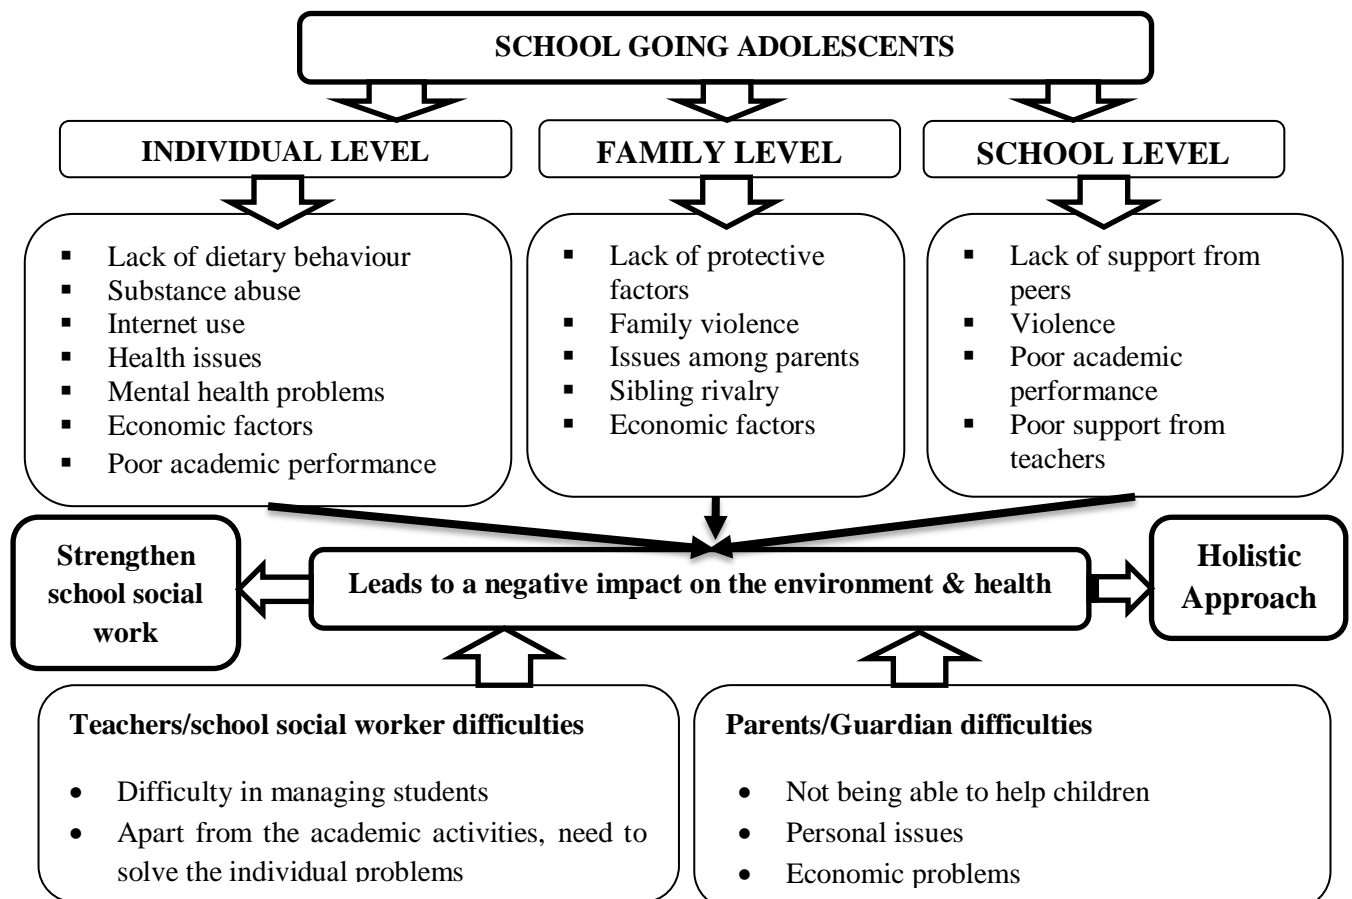 SCHOOL GOING ADOLESCENTS
INDIVIDUAL LEVEL
FAMILY LEVEL
SCHOOL LEVEL
▪ Lack of dietary behaviour
▪ Substance abuse
▪ Internet use
▪ Health issues
▪ Mental health problems
▪ Economic factors
▪ Poor academic performance
▪ Lack of protective
factors
▪ Family violence
▪ Issues among parents
▪ Sibling rivalry
▪ Economic factors
▪ Lack of support from
peers
▪ Violence
▪ Poor academic
performance
▪ Poor support from
teachers
Strengthen
school social
work
Leads to a negative impact on the environment & health
Holistic
Approach
Teachers/school social worker difficulties
• Difficulty in managing students
• Apart from the academic activities, need to
solve the individual problems
Parents/Guardian difficulties
• Not being able to help children
• Personal issues
• Economic problems